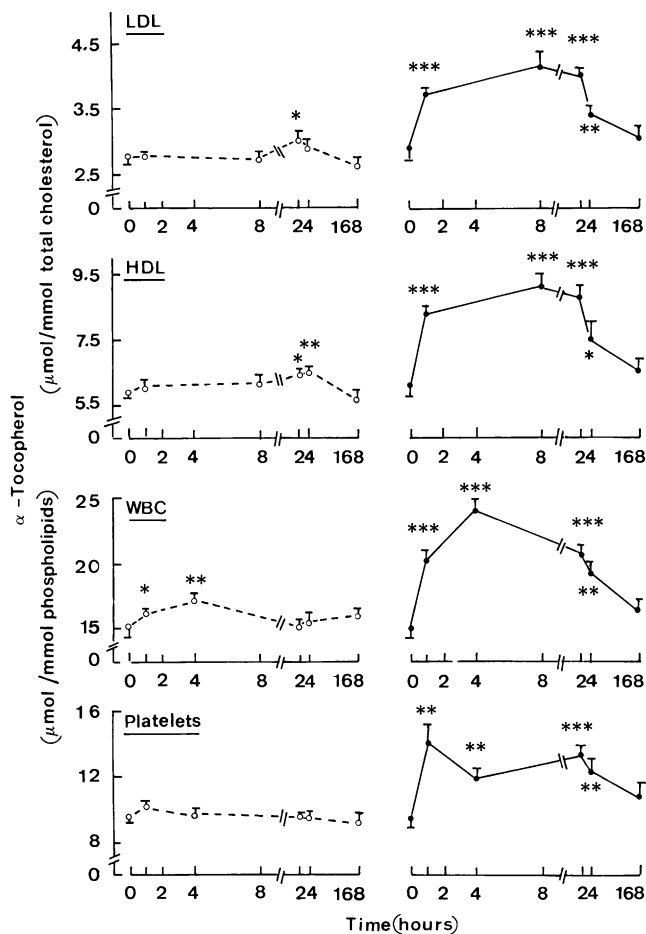 LDL
4.5
3.5
2.5
0
*
*** *** ***
**
0 2 4 8 24 168
0 2 4 8 24 168
HDL
9.5
7.5
5.5
0
* **
*** *** ***
*
0 2 4 8 24 168
0 2 4 8 24 168
WBC
25
20
15
0
* **
*** *** ***
**
0 2 4 8 24 168
0 2 4 8 24 168
Platelets
16
12
8
0
** ** ***
**
0 2 4 8 24 168
0 2 4 8 24 168
Time(hours)
α-Tocopherol
(μmol/mmol total cholesterol)
(μmol/mmol phospholipids)